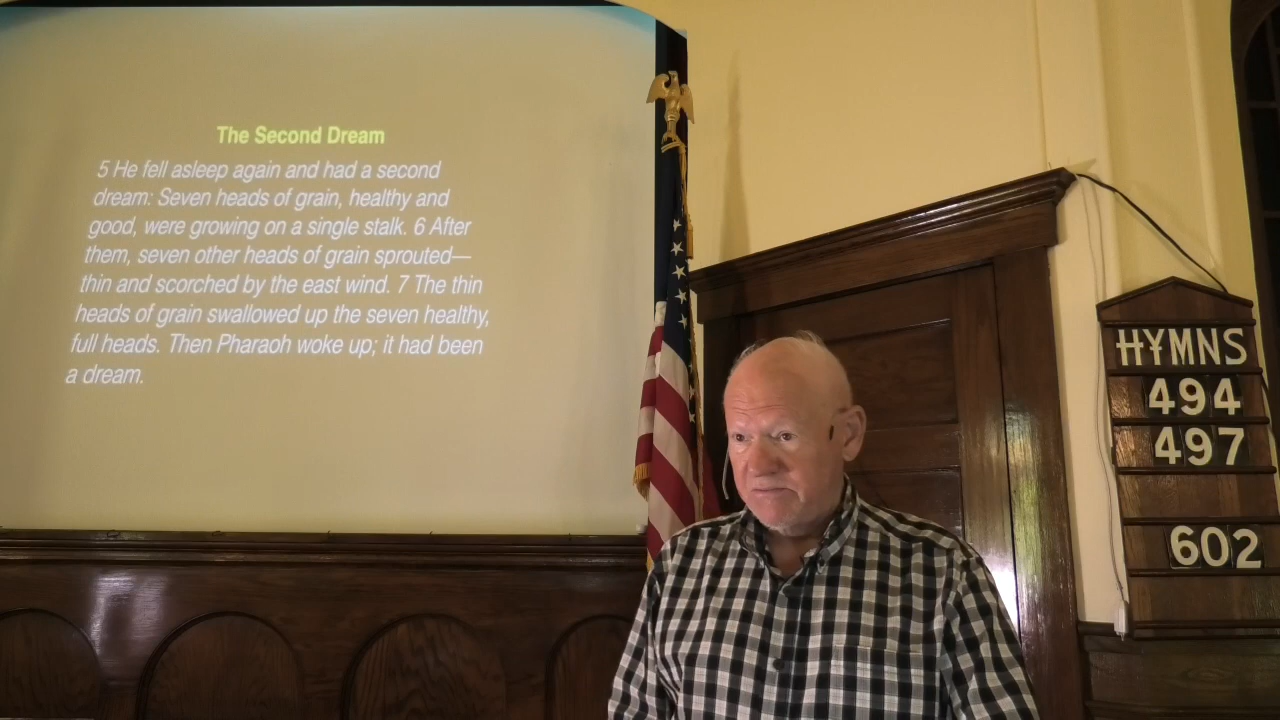 The Second Dream
5 He fell asleep again and had a second
dream: Seven heads of grain, healthy and
good, were growing on a single stalk. 6 After
them, seven other heads of grain sprouted—
thin and scorched by the east wind. 7 The thin
heads of grain swallowed up the seven healthy,
full heads. Then Pharaoh woke up; it had been
a dream.
HYMNS
494
497
602